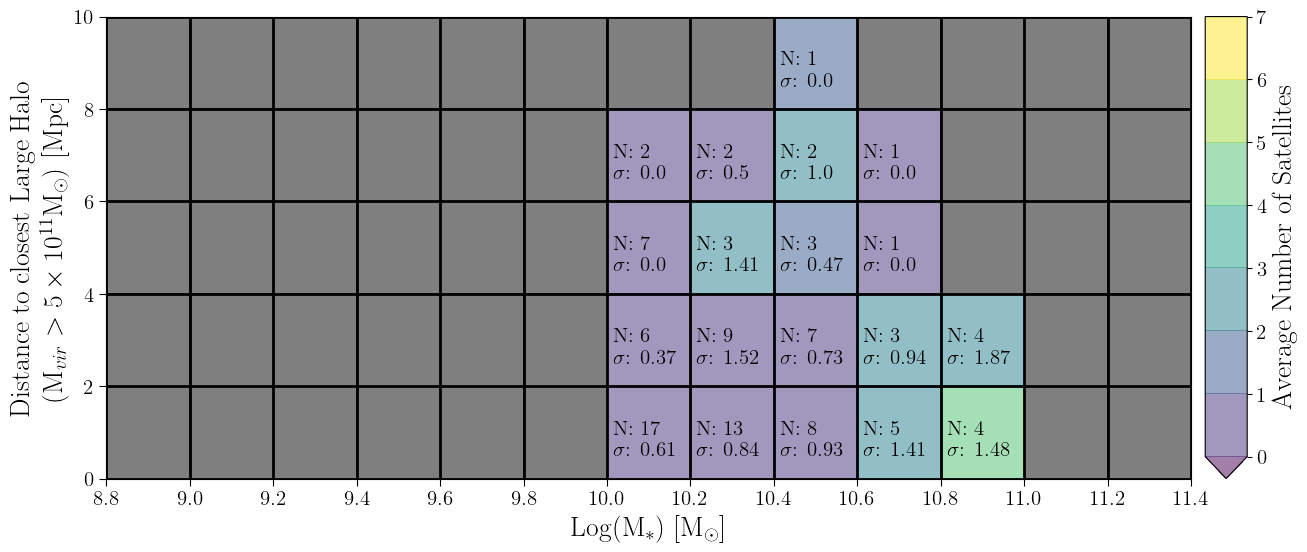 10
8
6
4
2
0
Distance to closest Large Halo
(M_vir > 5 × 10^11 M_☉) [Mpc]
N: 1
σ: 0.0
N: 2
σ: 0.0
N: 2
σ: 0.5
N: 2
σ: 1.0
N: 1
σ: 0.0
N: 7
σ: 0.0
N: 3
σ: 1.41
N: 3
σ: 0.47
N: 1
σ: 0.0
N: 6
σ: 0.37
N: 9
σ: 1.52
N: 7
σ: 0.73
N: 3
σ: 0.94
N: 4
σ: 1.87
N: 17
σ: 0.61
N: 13
σ: 0.84
N: 8
σ: 0.93
N: 5
σ: 1.41
N: 4
σ: 1.48
8.8 9.0 9.2 9.4 9.6 9.8 10.0 10.2 10.4 10.6 10.8 11.0 11.2 11.4
Log(M_*) [M_☉]
7
6
5
4
3
2
1
0
Average Number of Satellites